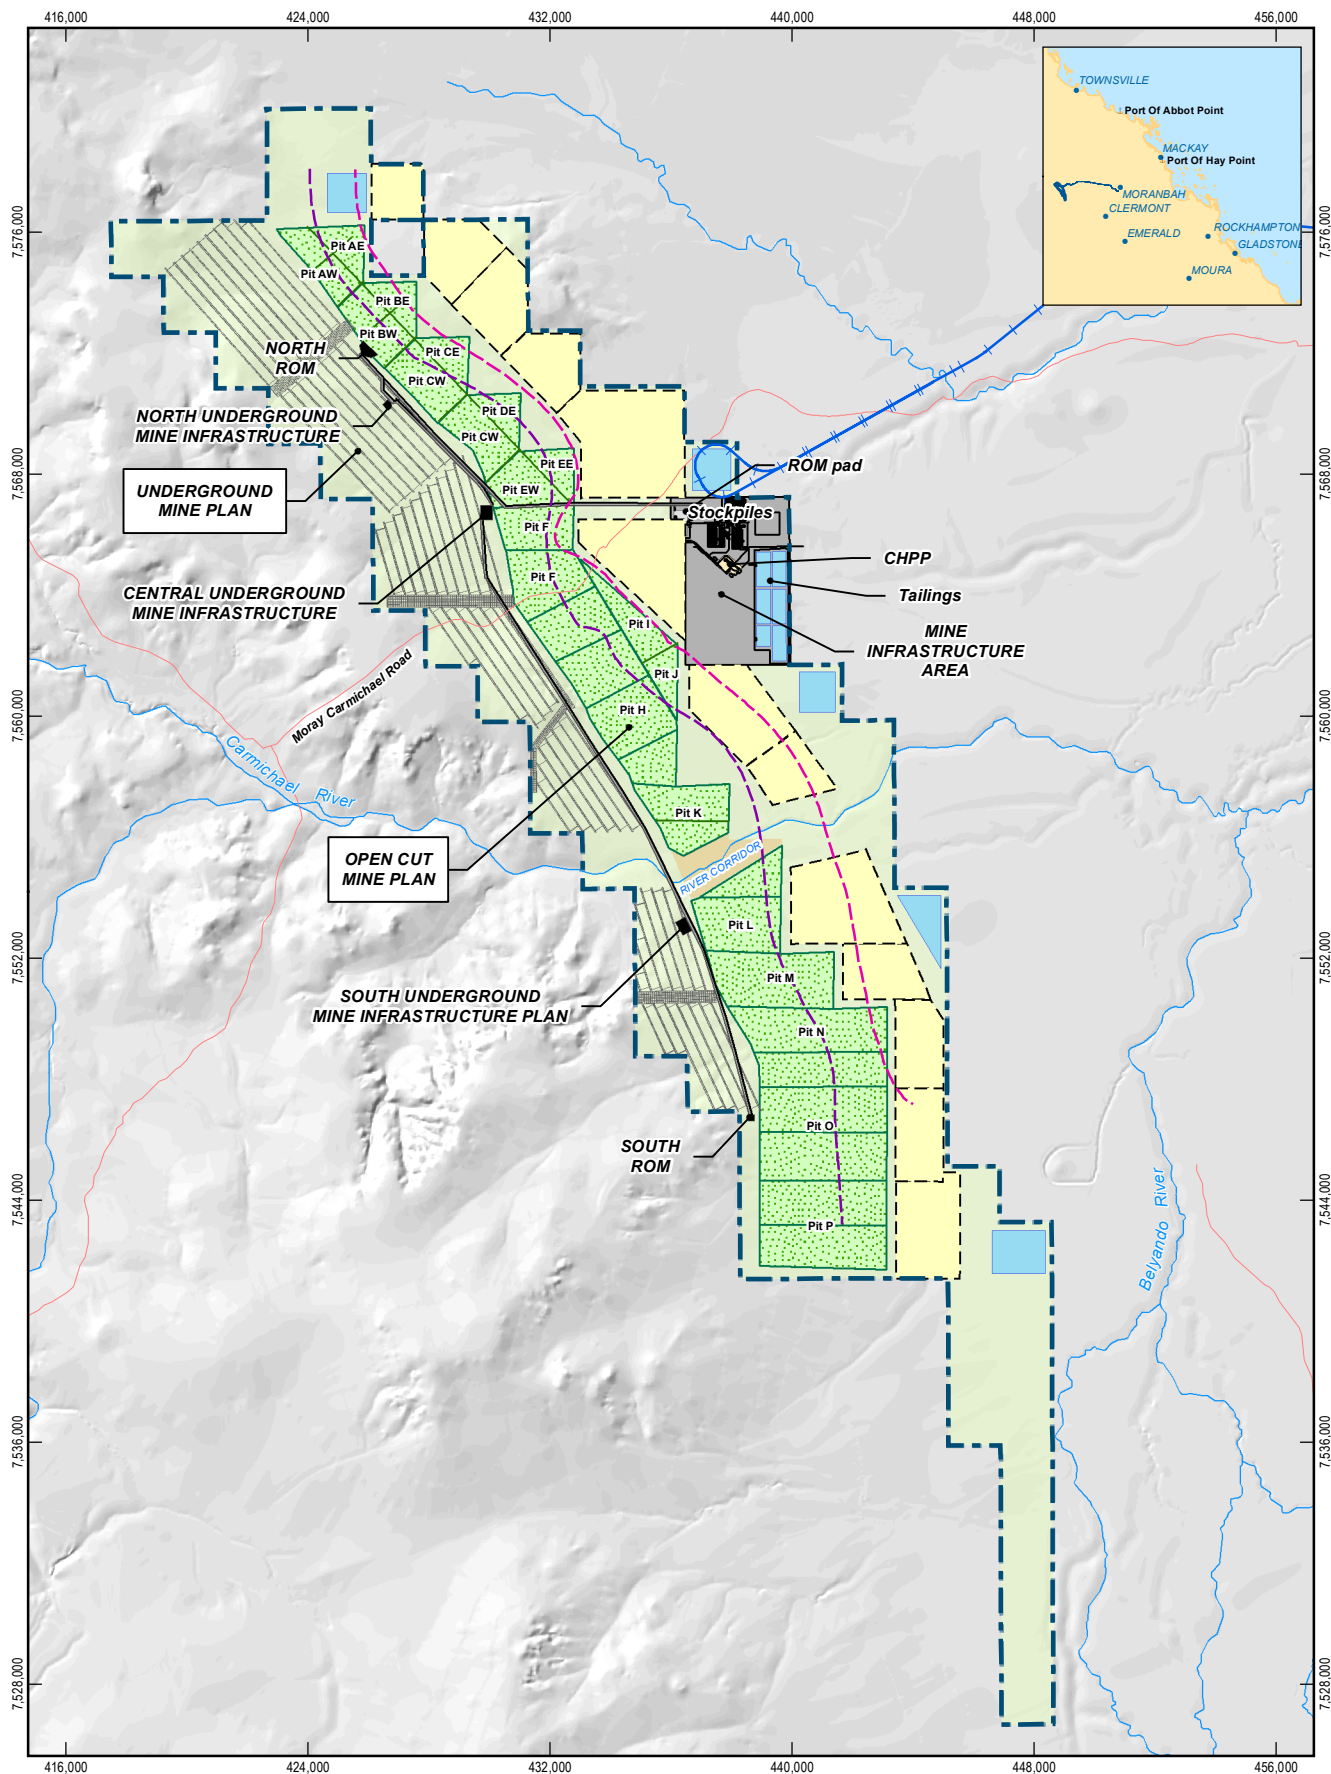 416,000
424,000
432,000
440,000
448,000
456,000
TOWNSVILLE
Port Of Abbot Point
MACKAY
Port Of Hay Point
MORANBAH
CLERMONT
ROCKHAMPTON
EMERALD
GLADSTONE
MOURA
7,576,000
7,576,000
Pit AE
Pit AW
Pit BE
Pit BW
NORTH
ROM
Pit CE
Pit CW
NORTH UNDERGROUND
MINE INFRASTRUCTURE
Pit DE
Pit CW
Pit EE
ROM pad
7,568,000
7,568,000
UNDERGROUND
MINE PLAN
Pit EW
Stockpiles
Pit F
CHPP
Pit F
CENTRAL UNDERGROUND
MINE INFRASTRUCTURE
Tailings
Pit I
MINE
INFRASTRUCTURE
AREA
Moray Carmichael Road
Pit J
7,560,000
7,560,000
Pit H
Carmichael River
Pit K
OPEN CUT
MINE PLAN
RIVER CORRIDOR
Pit L
7,552,000
7,552,000
Pit M
SOUTH UNDERGROUND
MINE INFRASTRUCTURE PLAN
Pit N
Pit O
SOUTH
ROM
7,544,000
7,544,000
Pit P
Belyando River
7,536,000
7,536,000
7,528,000
7,528,000
416,000
424,000
432,000
440,000
448,000
456,000